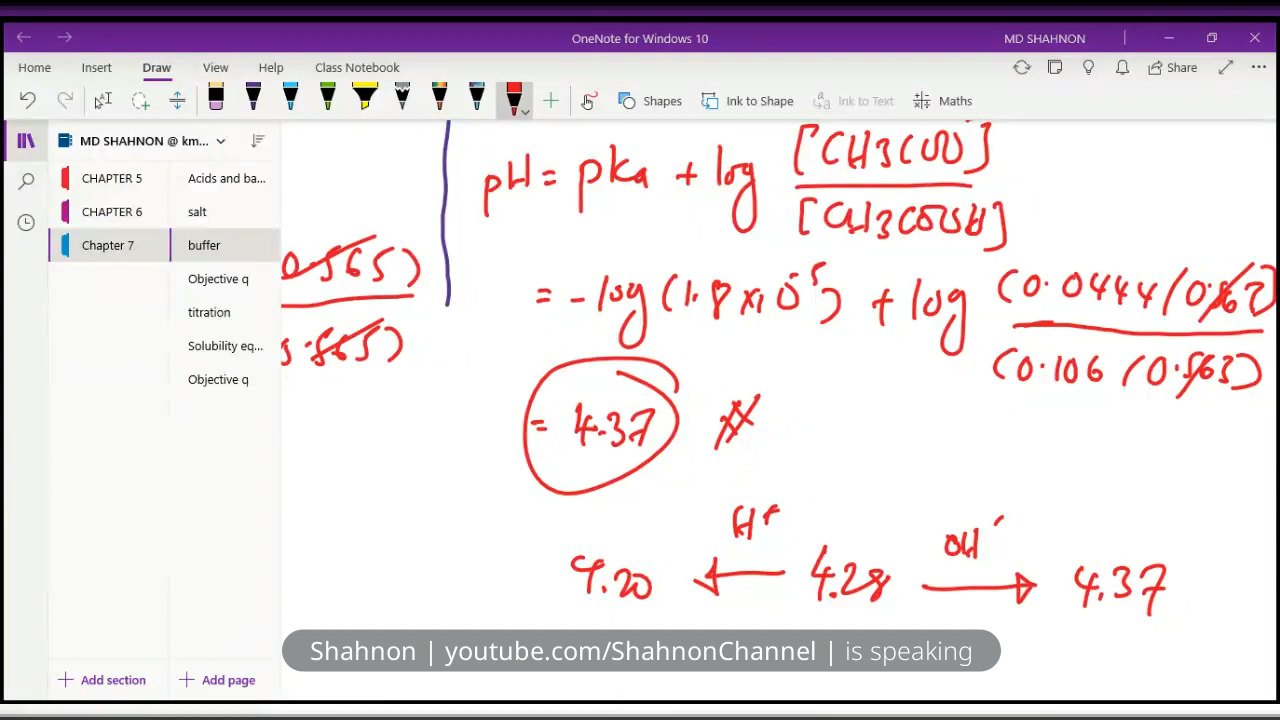 OneNote for Windows 10
MD SHAHNON
Home Insert Draw View Help Class Notebook
Share
Shapes Ink to Shape Ink to Text Maths
MD SHAHNON @ km...
CHAPTER 5
CHAPTER 6
Chapter 7
Acids and ba...
salt
buffer
Objective q
titration
Solubility eq...
Objective q
Add section
Add page
0.565)
.565)
pH = pKa + log [CH3COO-] / [CH3COOH]
= -log (1.8 x 10-5) + log (0.0444/0.563) / (0.106/0.563)
= 4.37
H+ OH-
4.20 ← 4.28 → 4.37
Shahnon | youtube.com/ShahnonChannel | is speaking